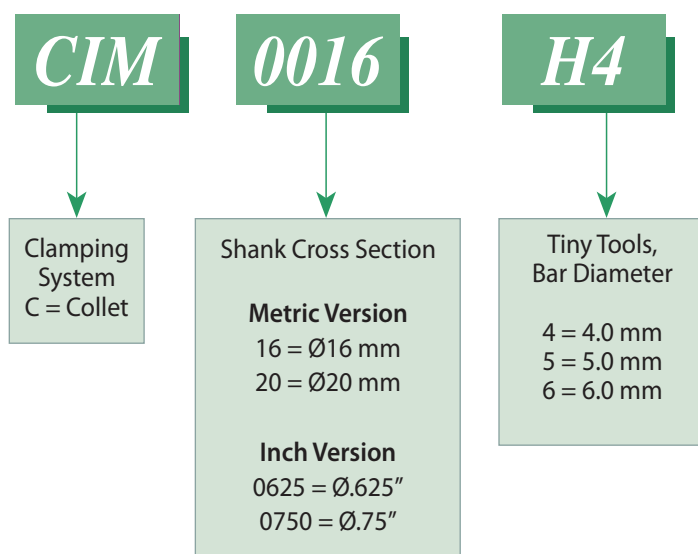 CIM
0016
H4
Clamping
System
C = Collet
Shank Cross Section
Metric Version
16 = Ø16 mm
20 = Ø20 mm
Inch Version
0625 = Ø.625″
0750 = Ø.75″
Tiny Tools,
Bar Diameter
4 = 4.0 mm
5 = 5.0 mm
6 = 6.0 mm